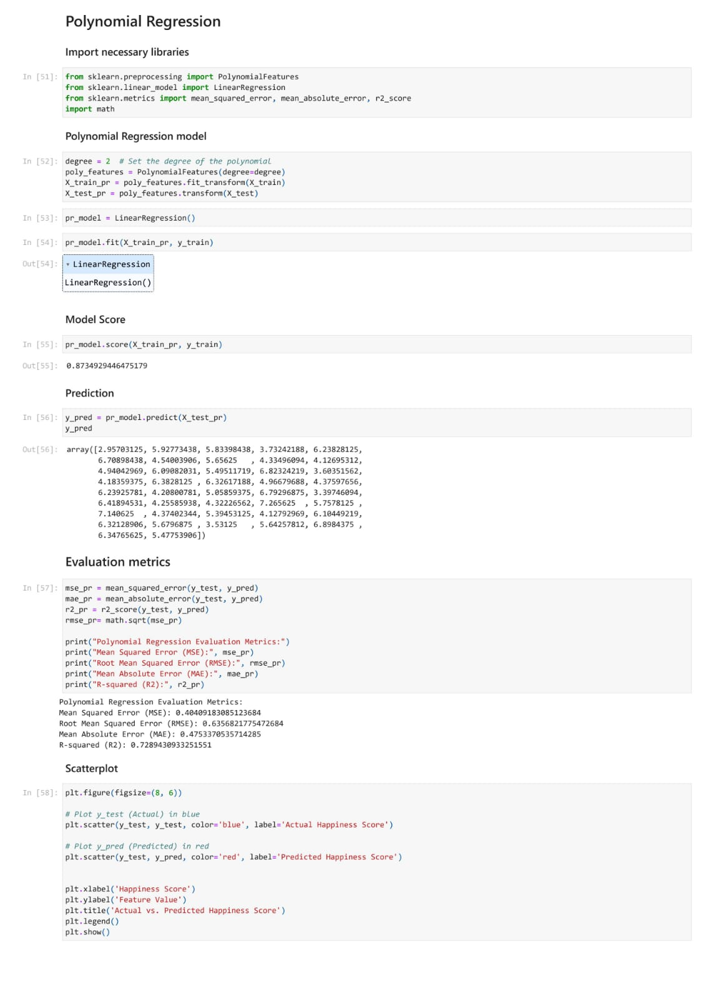 Polynomial Regression
Import necessary libraries
In [51]: from sklearn.preprocessing import PolynomialFeatures
from sklearn.linear_model import LinearRegression
from sklearn.metrics import mean_squared_error, mean_absolute_error, r2_score
import math
Polynomial Regression model
In [52]: degree = 2  # Set the degree of the polynomial
poly_features = PolynomialFeatures(degree=degree)
X_train_pr = poly_features.fit_transform(X_train)
X_test_pr = poly_features.transform(X_test)
In [53]: pr_model = LinearRegression()
In [54]: pr_model.fit(X_train_pr, y_train)
Out[54]: ▾ LinearRegression
LinearRegression()
Model Score
In [55]: pr_model.score(X_train_pr, y_train)
Out[55]: 0.8734929446475179
Prediction
In [56]: y_pred = pr_model.predict(X_test_pr)
y_pred
Out[56]: array([2.95703125, 5.92773438, 5.83398438, 3.73242188, 6.23828125,
6.70898438, 4.54003906, 5.65625   , 4.33496094, 4.12695312,
4.94042969, 6.09082031, 5.49511719, 6.82324219, 3.60351562,
4.18359375, 6.3828125 , 6.32617188, 4.96679688, 4.37597656,
6.23925781, 4.20800781, 5.05859375, 6.79296875, 3.39746094,
6.41894531, 4.25585938, 4.32226562, 7.265625  , 5.7578125 ,
7.140625  , 4.37402344, 5.39453125, 4.12792969, 6.10449219,
6.32128906, 5.6796875 , 3.53125   , 5.64257812, 6.8984375 ,
6.34765625, 5.47753906])
Evaluation metrics
In [57]: mse_pr = mean_squared_error(y_test, y_pred)
mae_pr = mean_absolute_error(y_test, y_pred)
r2_pr = r2_score(y_test, y_pred)
rmse_pr= math.sqrt(mse_pr)
print("Polynomial Regression Evaluation Metrics:")
print("Mean Squared Error (MSE):", mse_pr)
print("Root Mean Squared Error (RMSE):", rmse_pr)
print("Mean Absolute Error (MAE):", mae_pr)
print("R-squared (R2):", r2_pr)
Polynomial Regression Evaluation Metrics:
Mean Squared Error (MSE): 0.40409183085123684
Root Mean Squared Error (RMSE): 0.6356821775472684
Mean Absolute Error (MAE): 0.4753370535714285
R-squared (R2): 0.7289430933251551
Scatterplot
In [58]: plt.figure(figsize=(8, 6))
# Plot y_test (Actual) in blue
plt.scatter(y_test, y_test, color='blue', label='Actual Happiness Score')
# Plot y_pred (Predicted) in red
plt.scatter(y_test, y_pred, color='red', label='Predicted Happiness Score')
plt.xlabel('Happiness Score')
plt.ylabel('Feature Value')
plt.title('Actual vs. Predicted Happiness Score')
plt.legend()
plt.show()